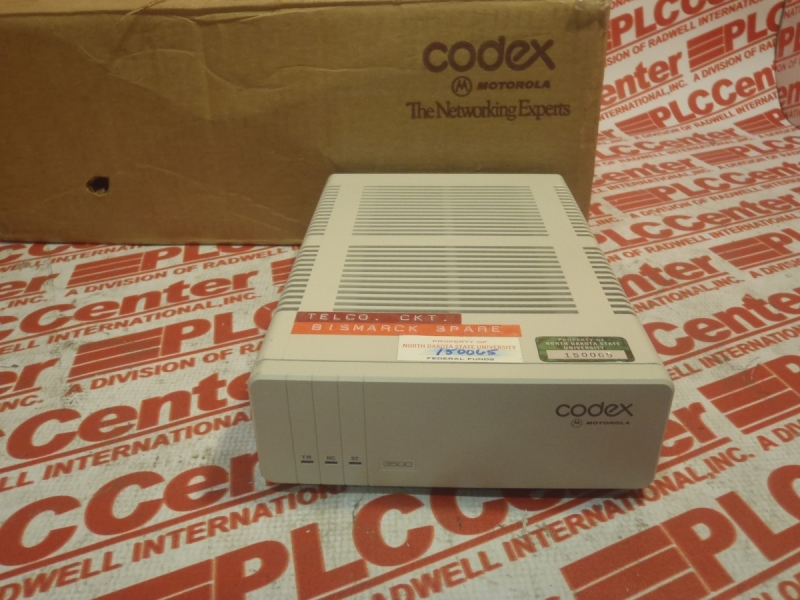 codex
MOTOROLA
The Networking Experts
PLCCenter
A DIVISION OF RADWELL INTERNATIONAL, INC.
TELCO. CKT.
BISMARCK SPARE
PROPERTY OF
NORTH DAKOTA STATE UNIVERSITY
150065
FEDERAL FUNDS
PROPERTY OF
NORTH DAKOTA STATE
UNIVERSITY
150065
codex
MOTOROLA
3500